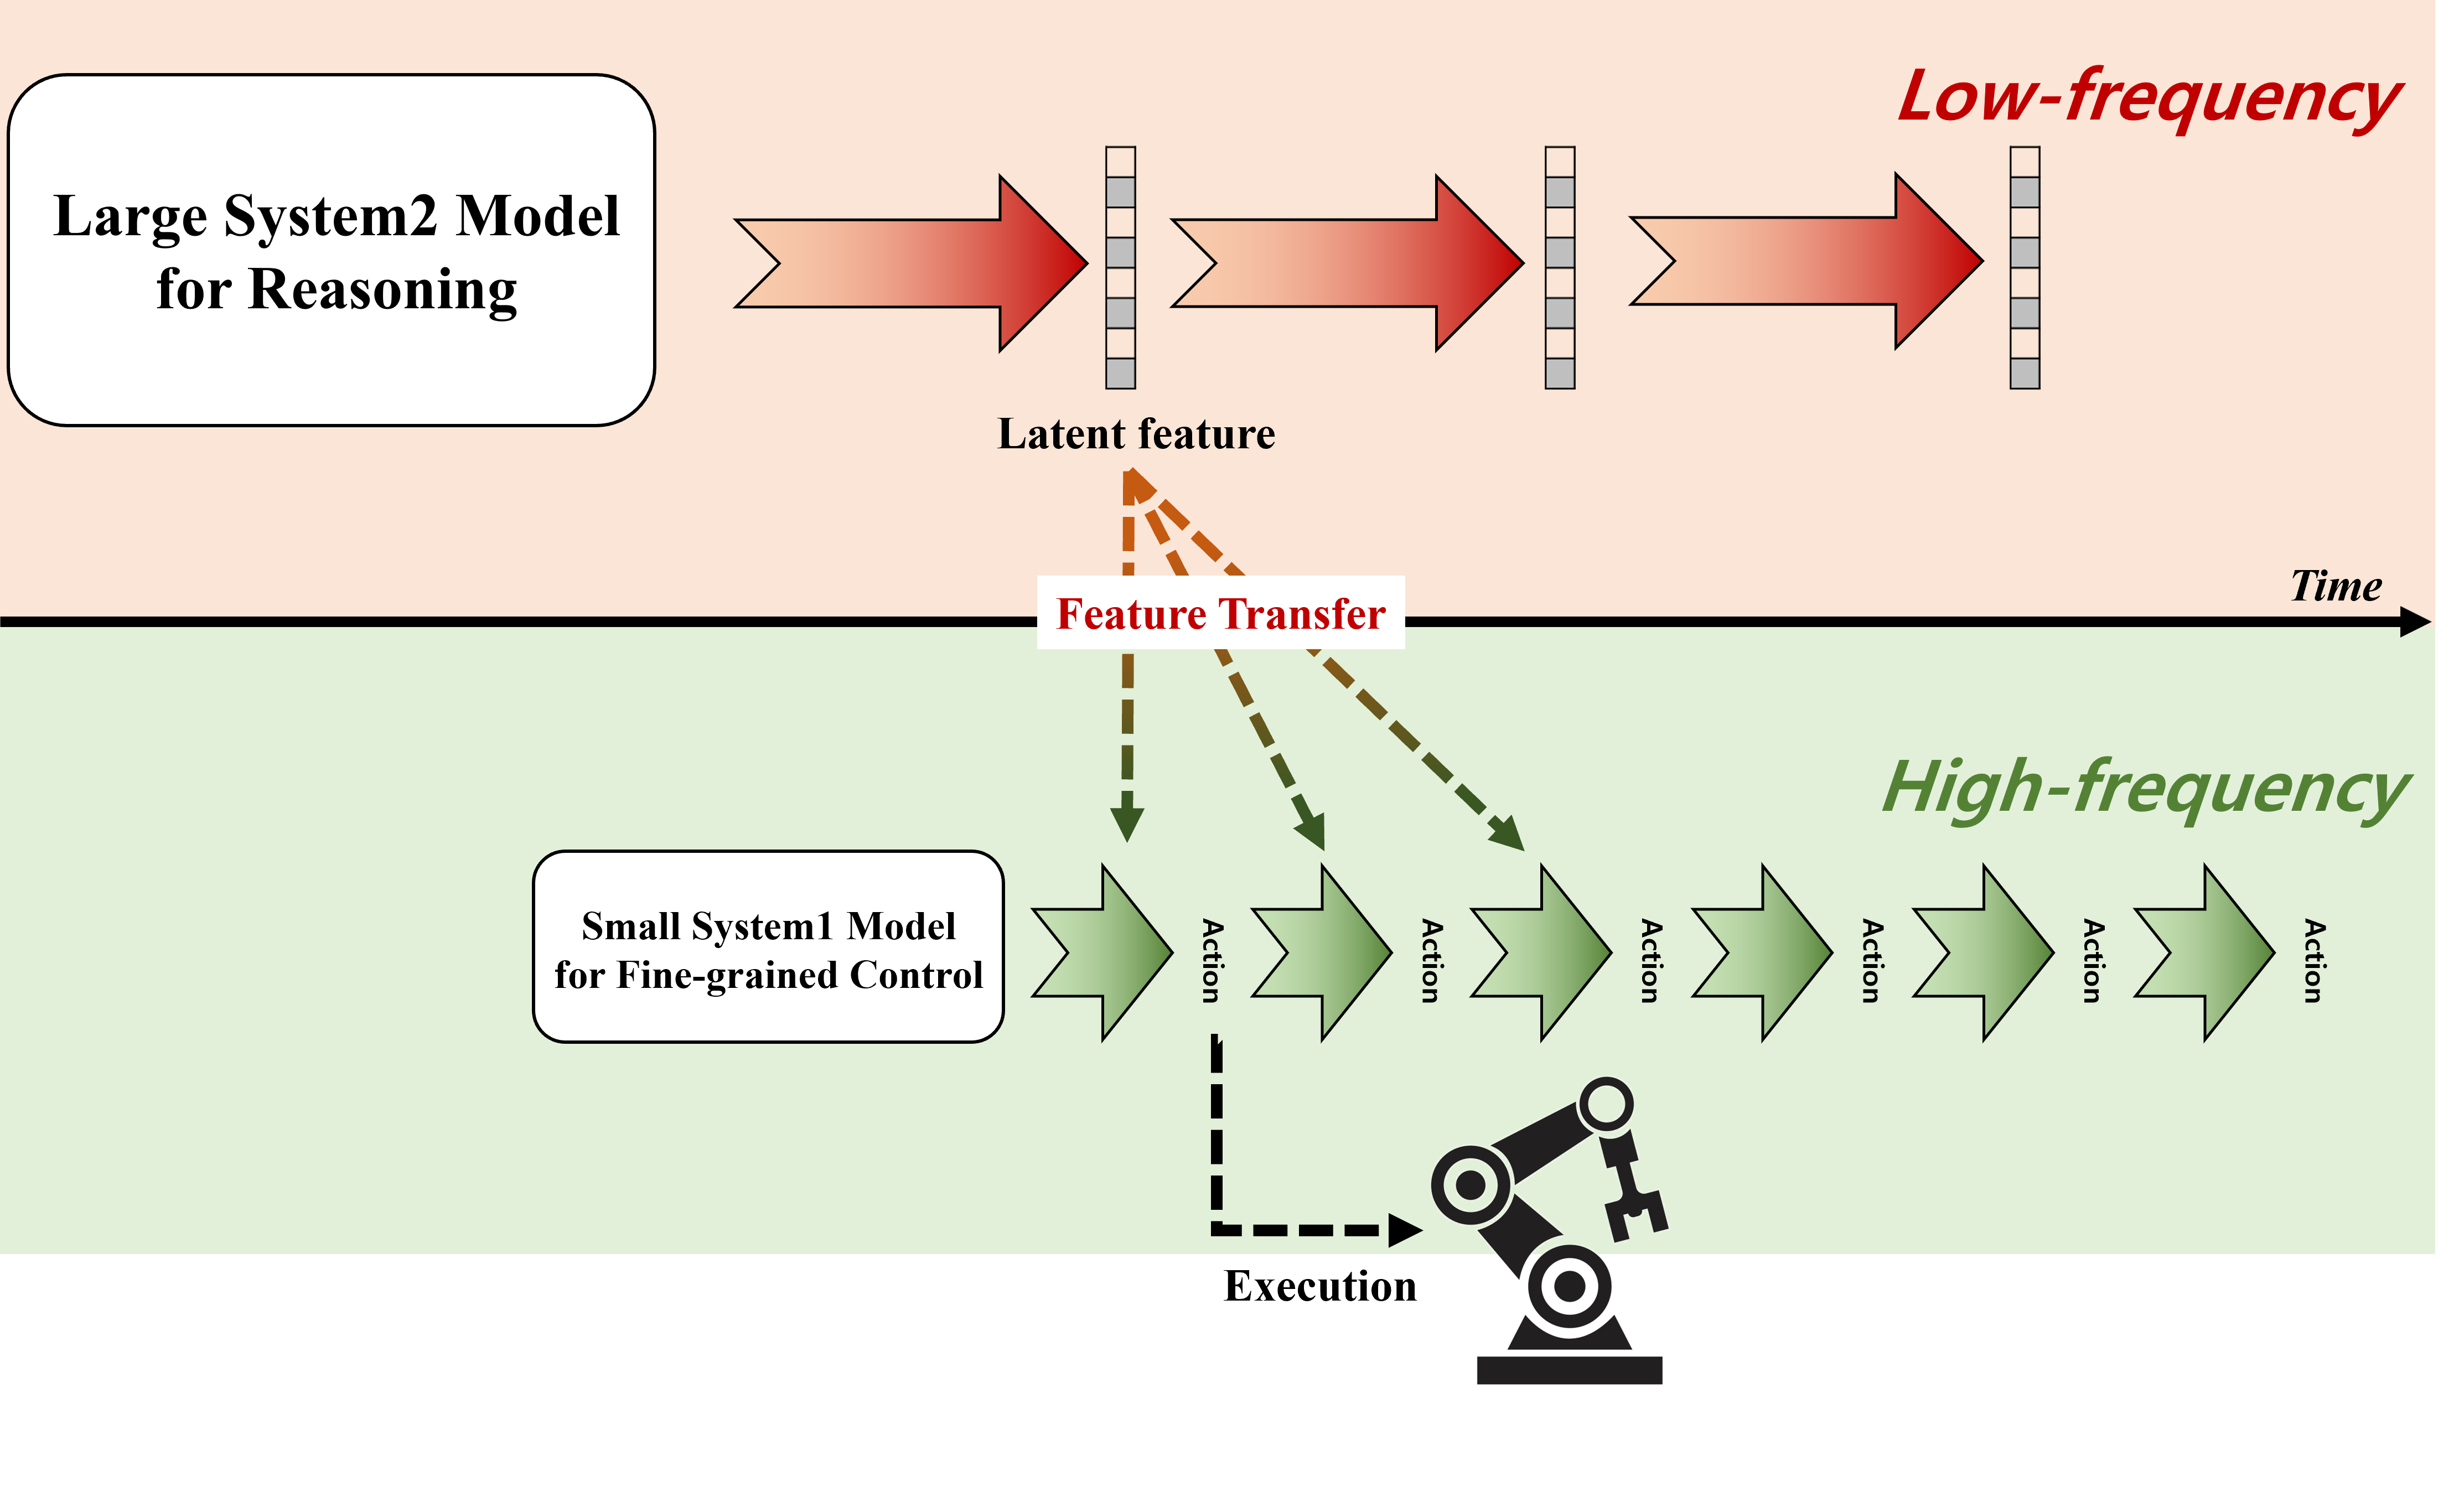 Low-frequency
Large System2 Model
for Reasoning
Latent feature
Time
Feature Transfer
High-frequency
Small System1 Model
for Fine-grained Control
Action
Action
Action
Action
Action
Action
Execution